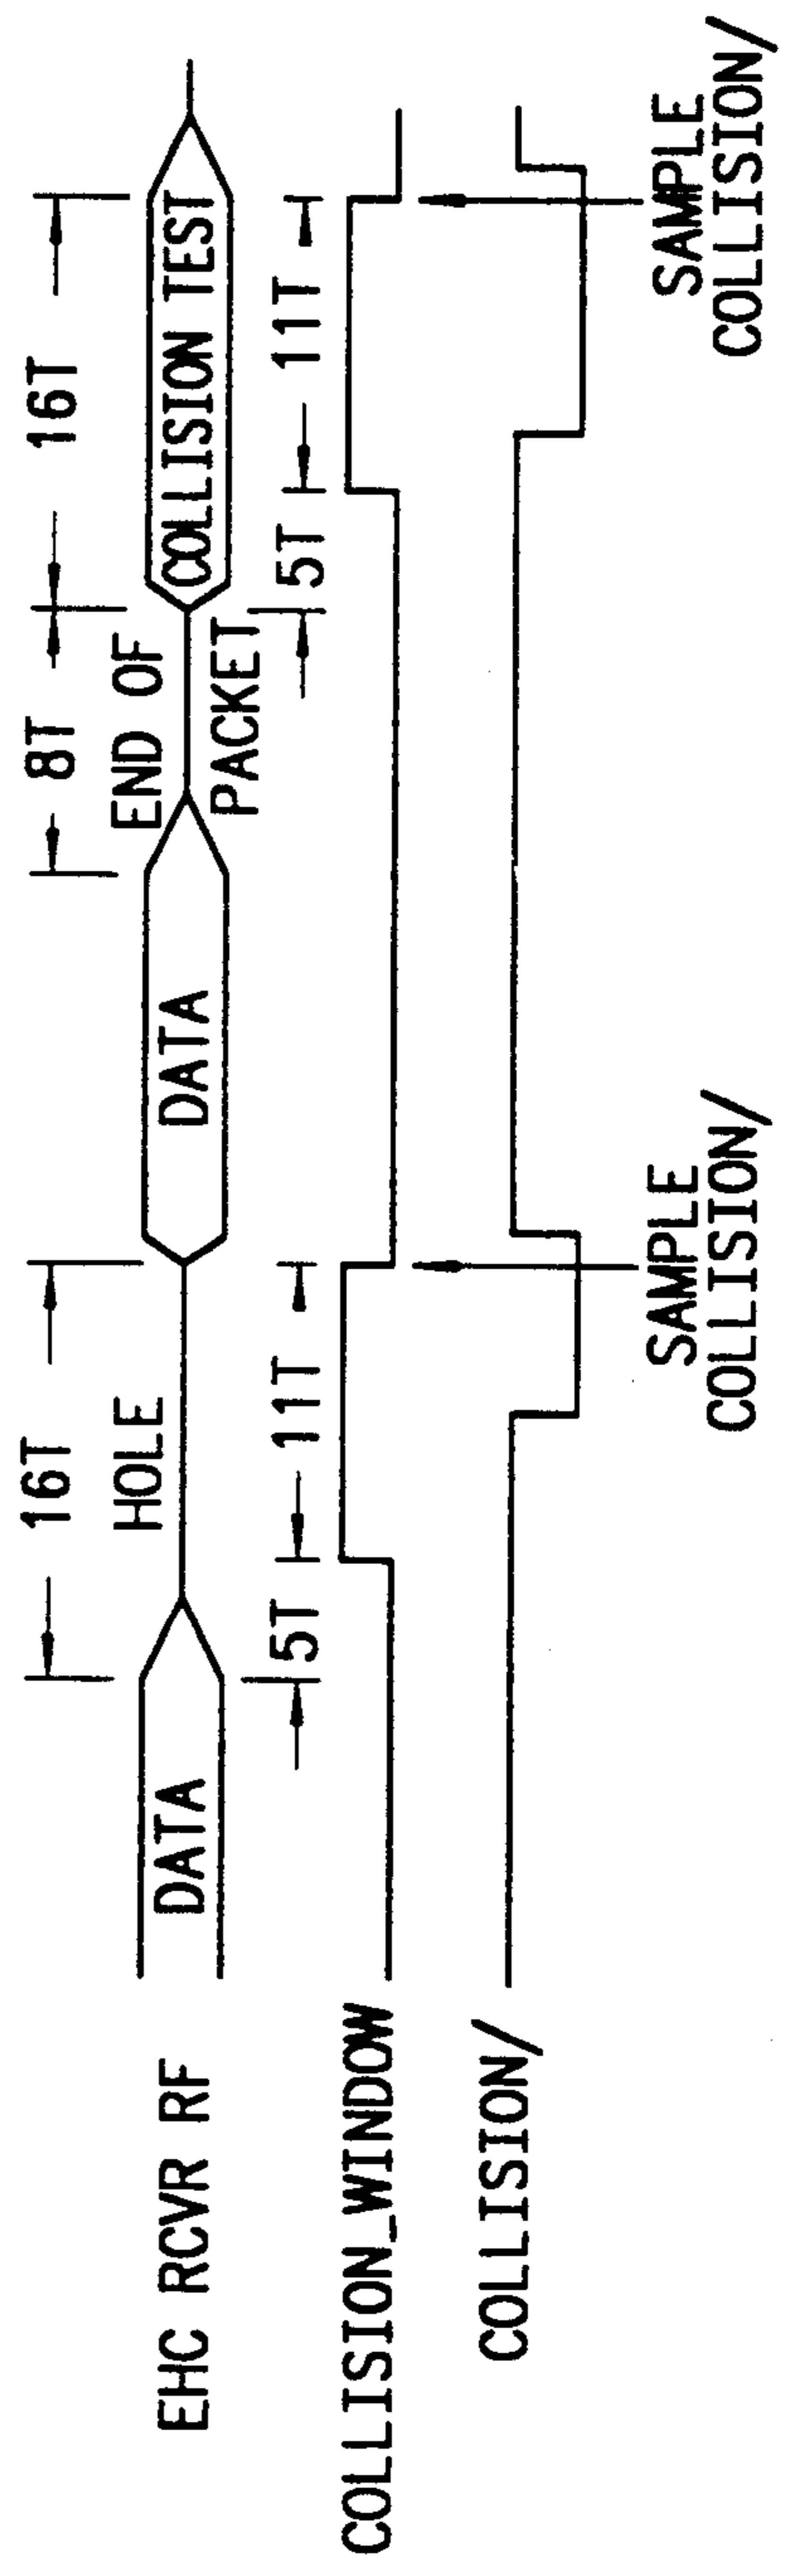 16T
8T
16T
EHC RCVR RF
DATA
HOLE
DATA
END OF
PACKET
COLLISION TEST
5T
11T
5T
11T
COLLISION_WINDOW
COLLISION/
SAMPLE
COLLISION/
SAMPLE
COLLISION/